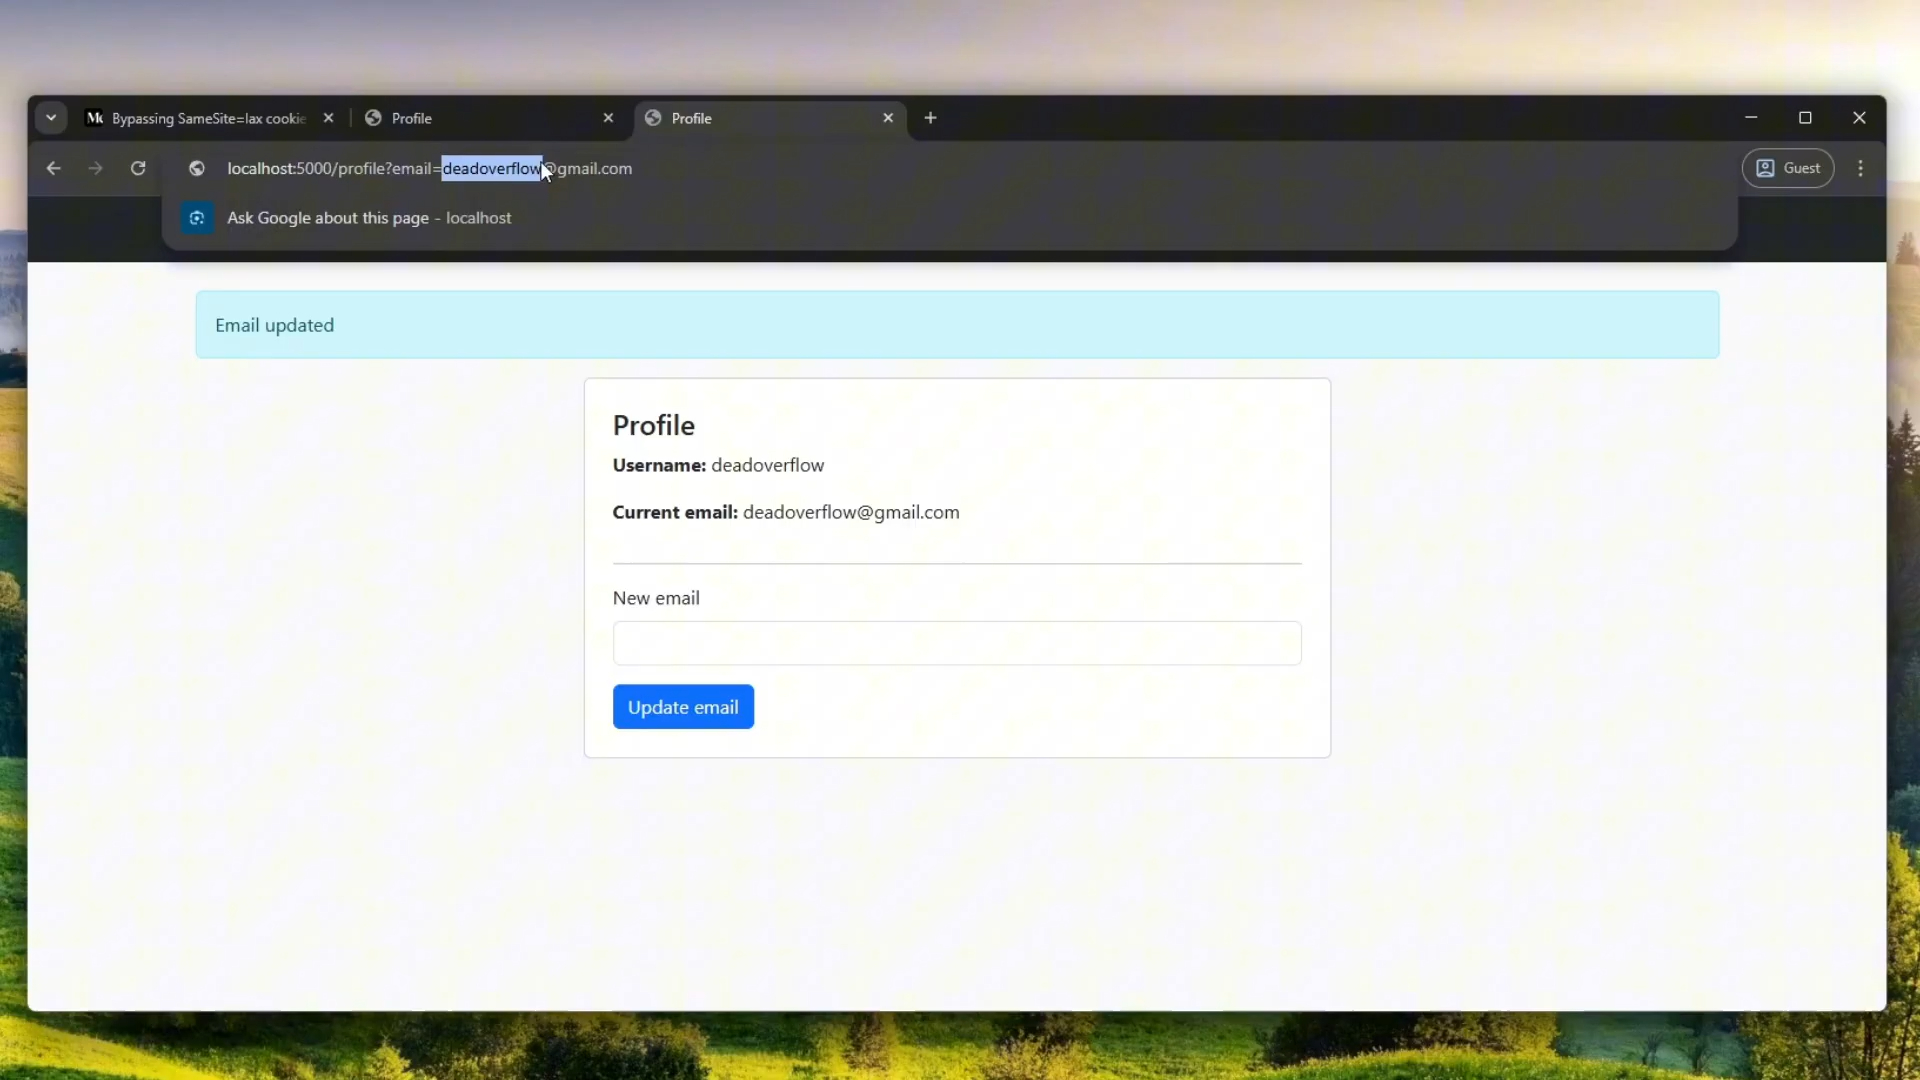 Bypassing SameSite=lax cookie
Profile
Profile
localhost:5000/profile?email=deadoverflow@gmail.com
Guest
Ask Google about this page - localhost
Email updated
Profile
Username: deadoverflow
Current email: deadoverflow@gmail.com
New email
Update email